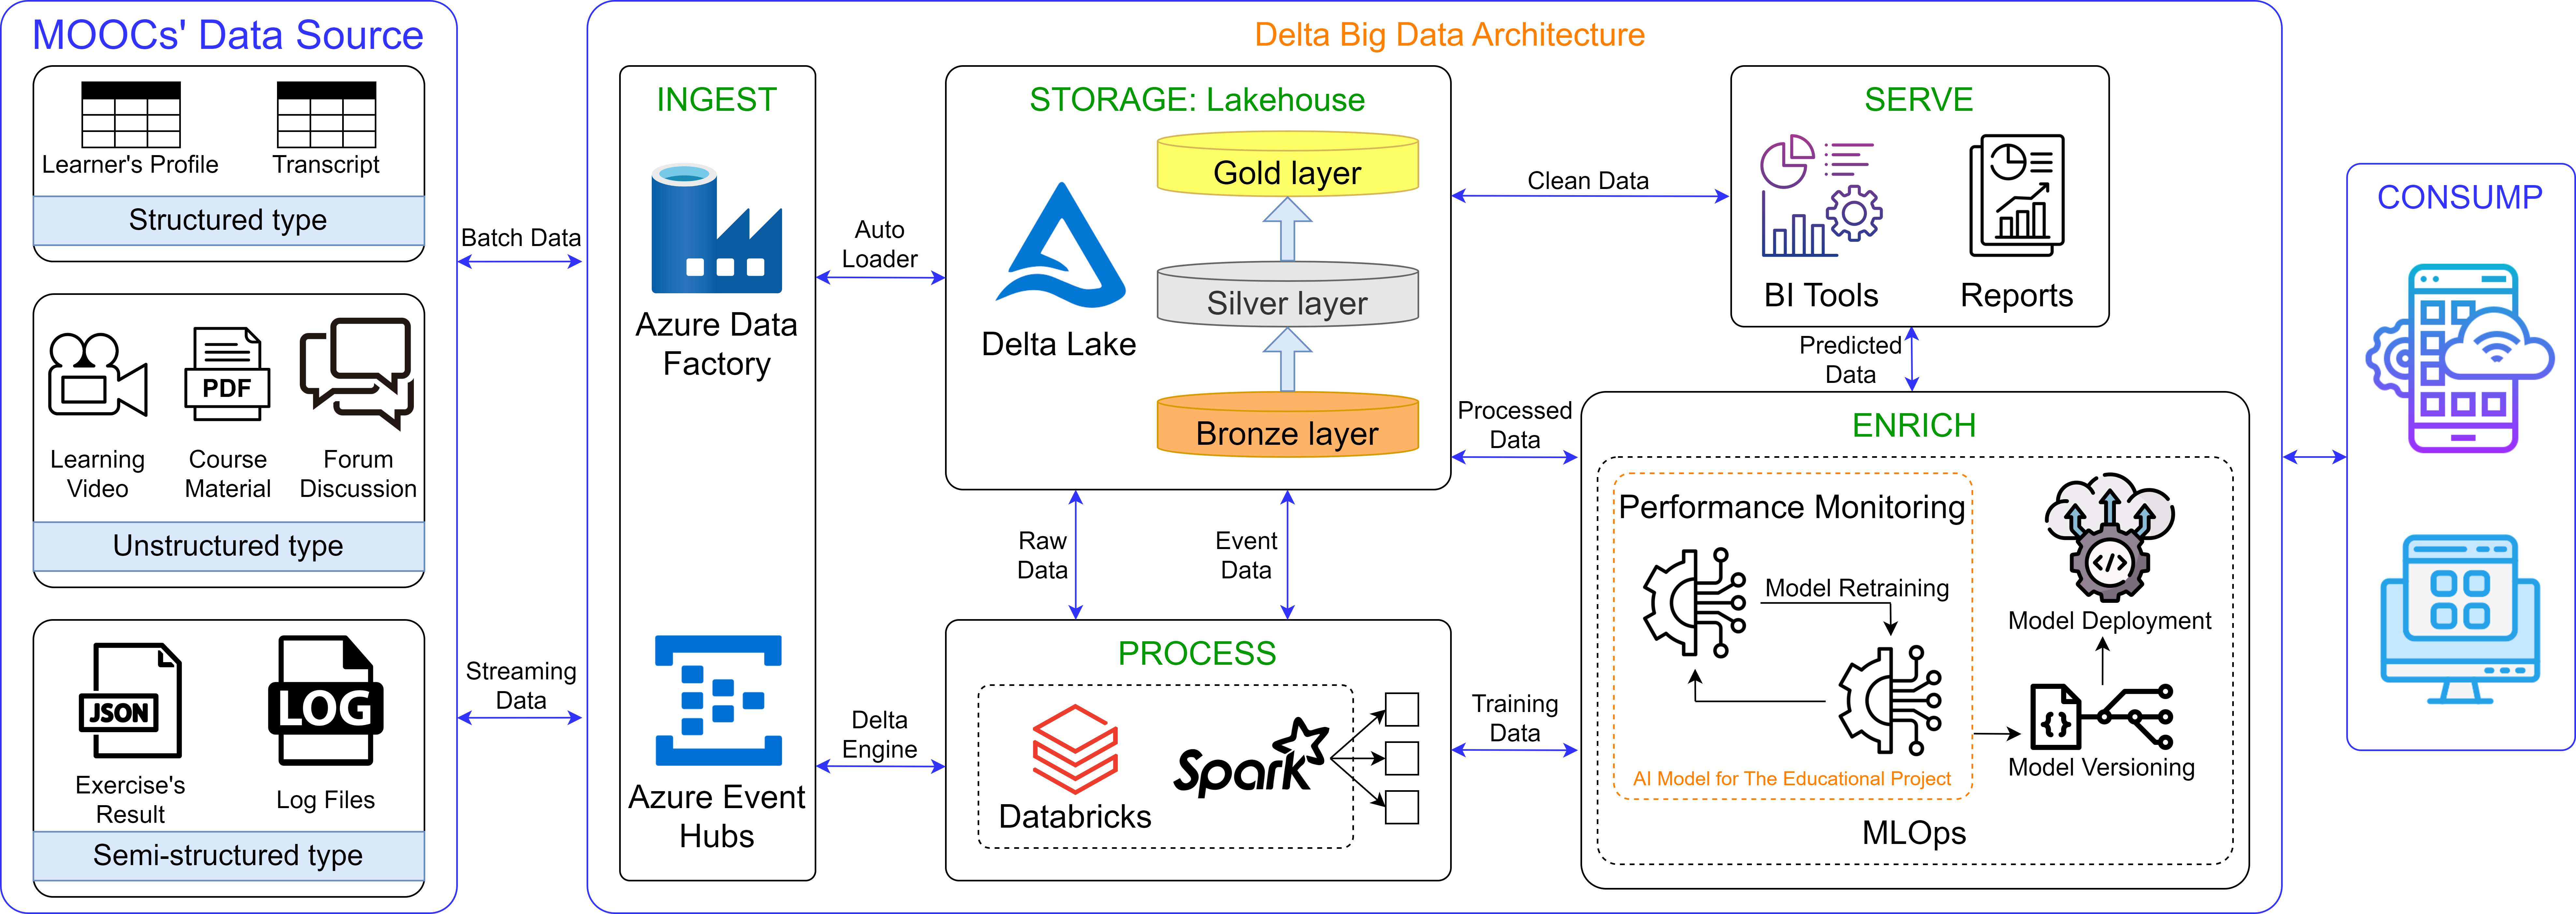 MOOCs' Data Source
Learner's Profile
Transcript
Structured type
PDF
Learning
Video
Course
Material
Forum
Discussion
Unstructured type
JSON
LOG
Exercise's
Result
Log Files
Semi-structured type
Batch Data
Streaming
Data
Delta Big Data Architecture
INGEST
Azure Data
Factory
Azure Event
Hubs
Auto
Loader
Delta
Engine
STORAGE: Lakehouse
Delta Lake
Gold layer
Silver layer
Bronze layer
Raw
Data
Event
Data
PROCESS
Databricks
Spark
Clean Data
Processed
Data
Training
Data
SERVE
BI Tools
Reports
Predicted
Data
ENRICH
Performance Monitoring
Model Retraining
AI Model for The Educational Project
</>
Model Deployment
{}
Model Versioning
MLOps
CONSUMP